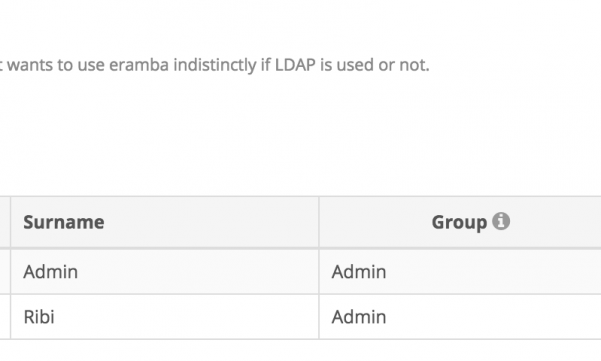 wants to use eramba indistinctly if LDAP is used or not.
Surname Group
Admin Admin
Ribi Admin